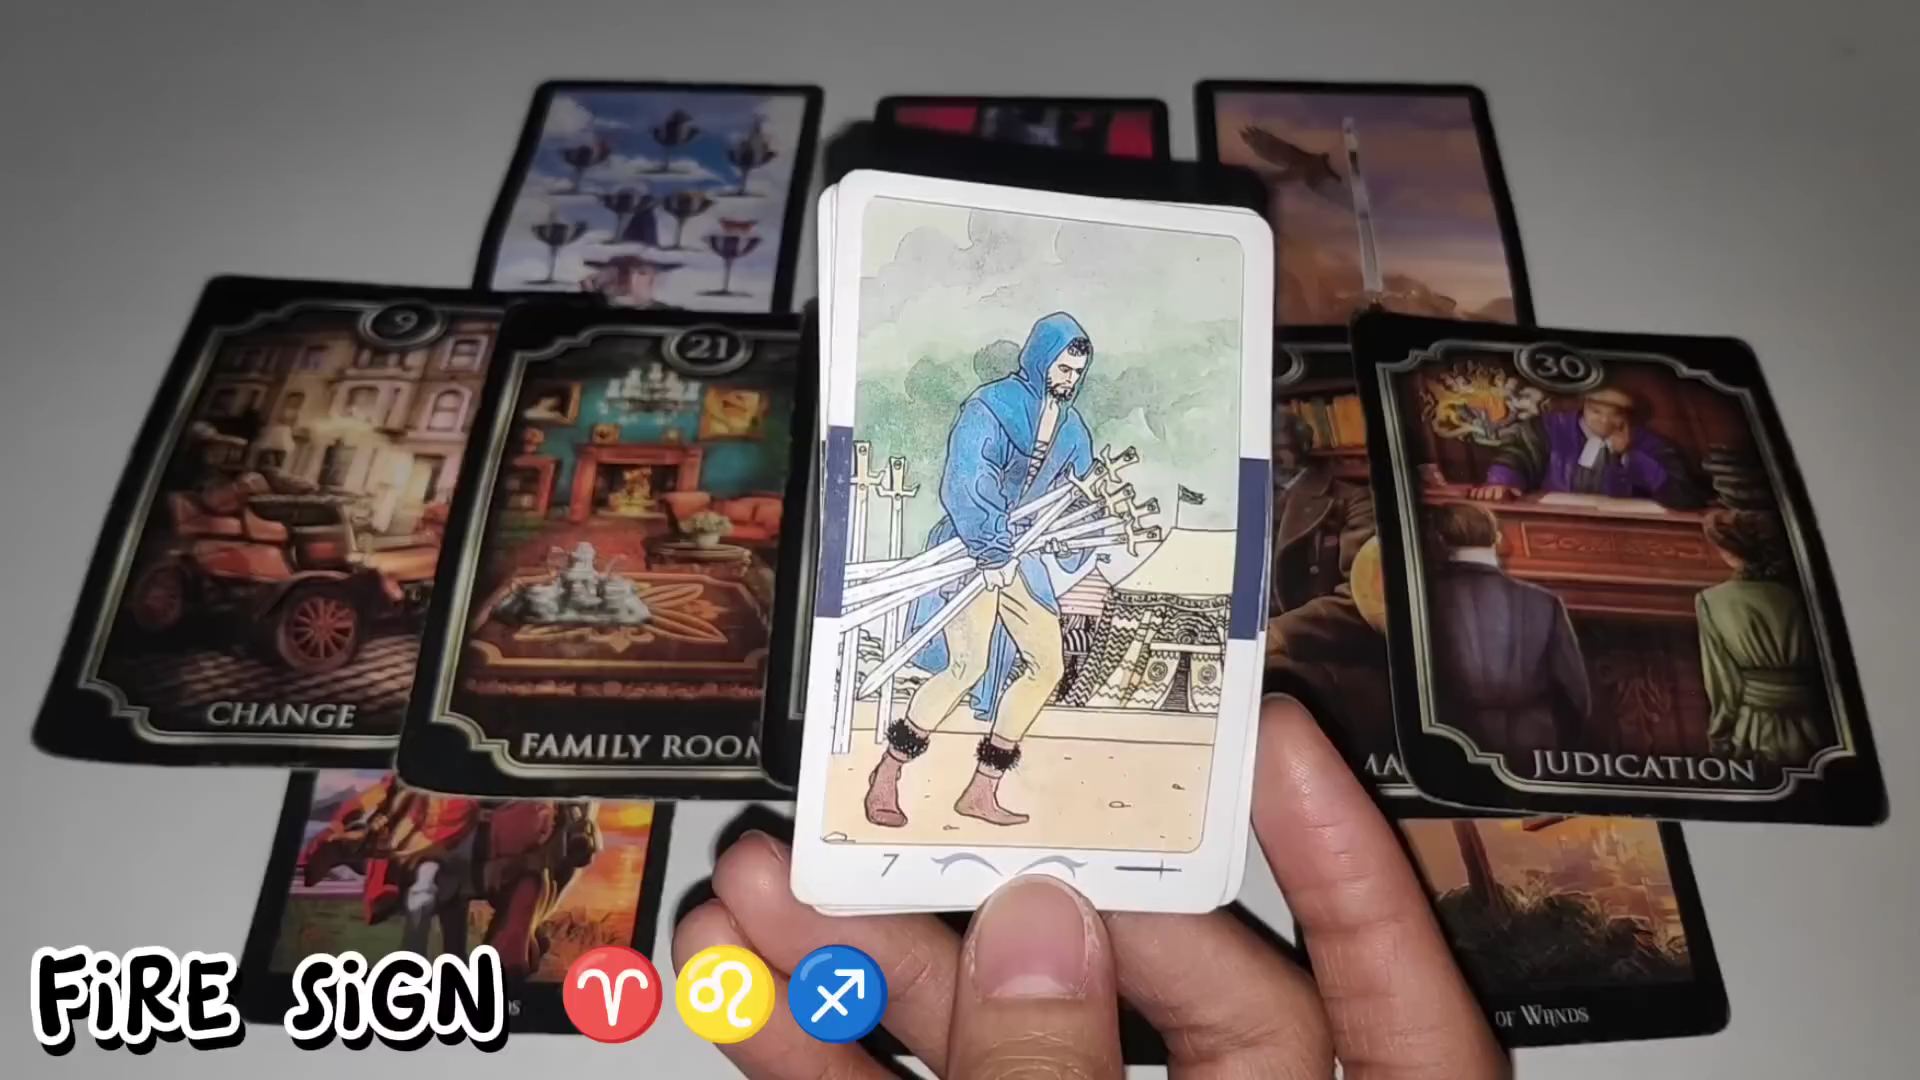 9
21
30
CHANGE
FAMILY ROOM
JUDICATION
7
OF WANDS
FiRE SiGN ♈♌♐